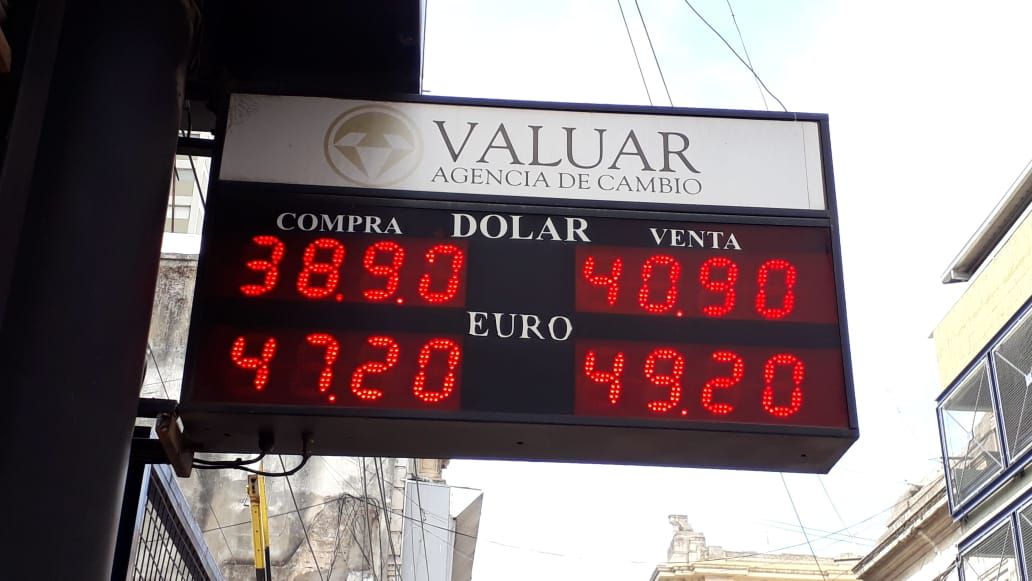 VALUAR
AGENCIA DE CAMBIO
COMPRA DOLAR VENTA
38.90 40.90
EURO
47.20 49.20